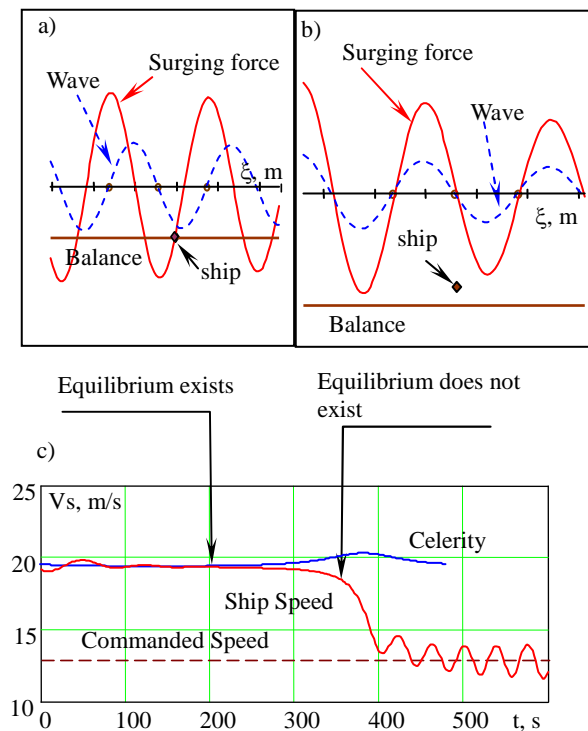 a)
Surging force
Wave
ξ, m
Balance
ship
b)
Surging force
Wave
ξ, m
ship
Balance
Equilibrium exists
Equilibrium does not
exist
c)
25
Vs, m/s
20
Celerity
Ship Speed
15
Commanded Speed
10
0 100 200 300 400 500 t, s